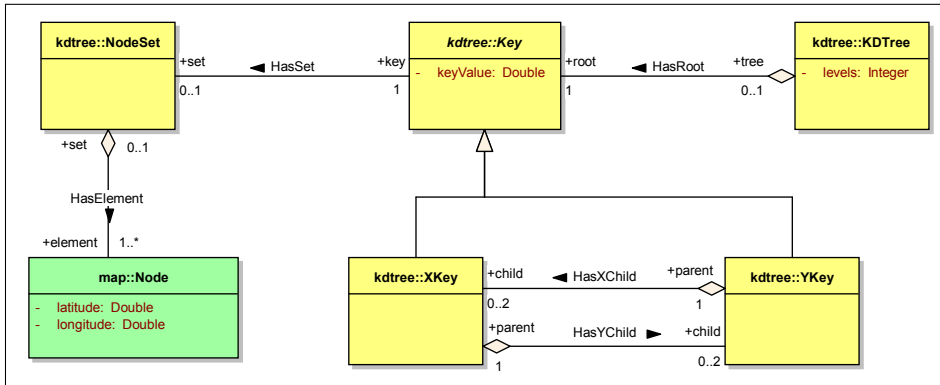 kdtree::NodeSet
kdtree::Key
kdtree::KDTree
+set
HasSet
+key
- keyValue: Double
+root
HasRoot
+tree
- levels: Integer
0..1
1
1
0..1
+set
0..1
HasElement
+element
1..*
map::Node
- latitude: Double
- longitude: Double
kdtree::XKey
+child
HasXChild
+parent
kdtree::YKey
0..2
1
+parent
HasYChild
+child
1
0..2